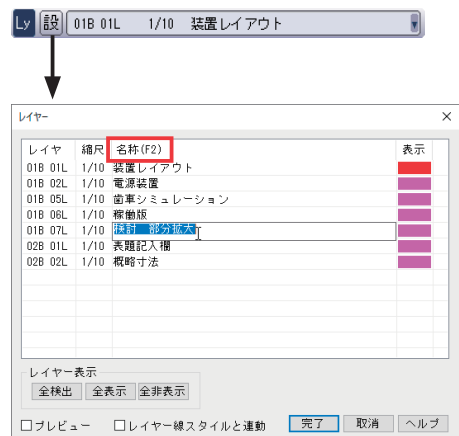 Ly 設 01B 01L 1/10 装置レイアウト
レイヤー ×
レイヤ 縮尺 名称(F2) 表示
01B 01L 1/10 装置レイアウト
01B 02L 1/10 電源装置
01B 05L 1/10 歯車シミュレーション
01B 06L 1/10 稼働版
01B 07L 1/10 検討 部分拡大
02B 01L 1/10 表題記入欄
02B 02L 1/10 概略寸法
レイヤー表示
全検出 全表示 全非表示
プレビュー レイヤー線スタイルと連動 完了 取消 ヘルプ